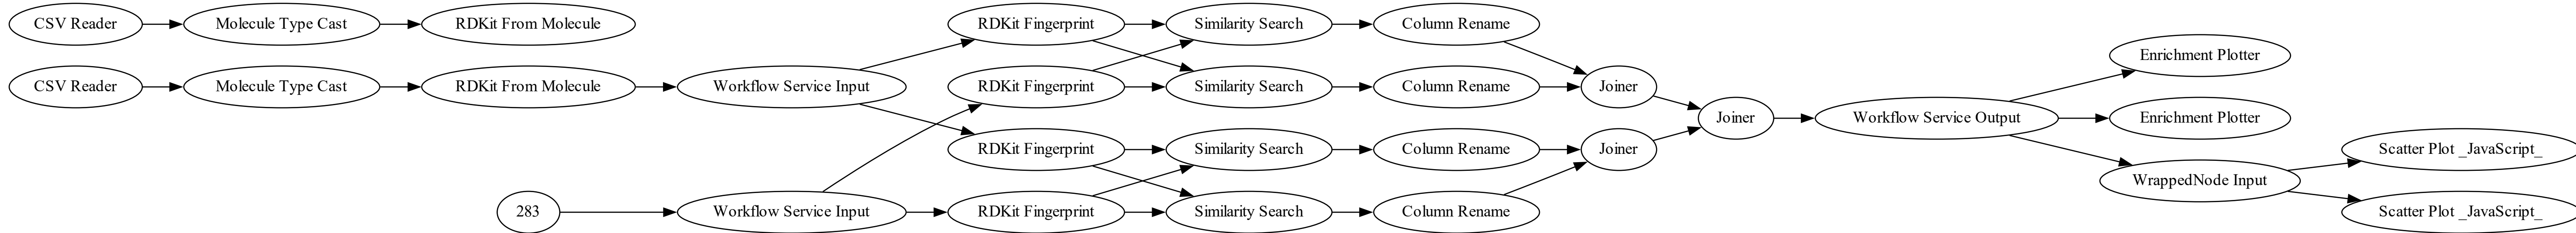 CSV Reader
Molecule Type Cast
RDKit From Molecule
RDKit Fingerprint
Similarity Search
Column Rename
Enrichment Plotter
CSV Reader
Molecule Type Cast
RDKit From Molecule
Workflow Service Input
RDKit Fingerprint
Similarity Search
Column Rename
Joiner
Joiner
Workflow Service Output
Enrichment Plotter
RDKit Fingerprint
Similarity Search
Column Rename
Joiner
Scatter Plot _JavaScript_
WrappedNode Input
283
Workflow Service Input
RDKit Fingerprint
Similarity Search
Column Rename
Scatter Plot _JavaScript_